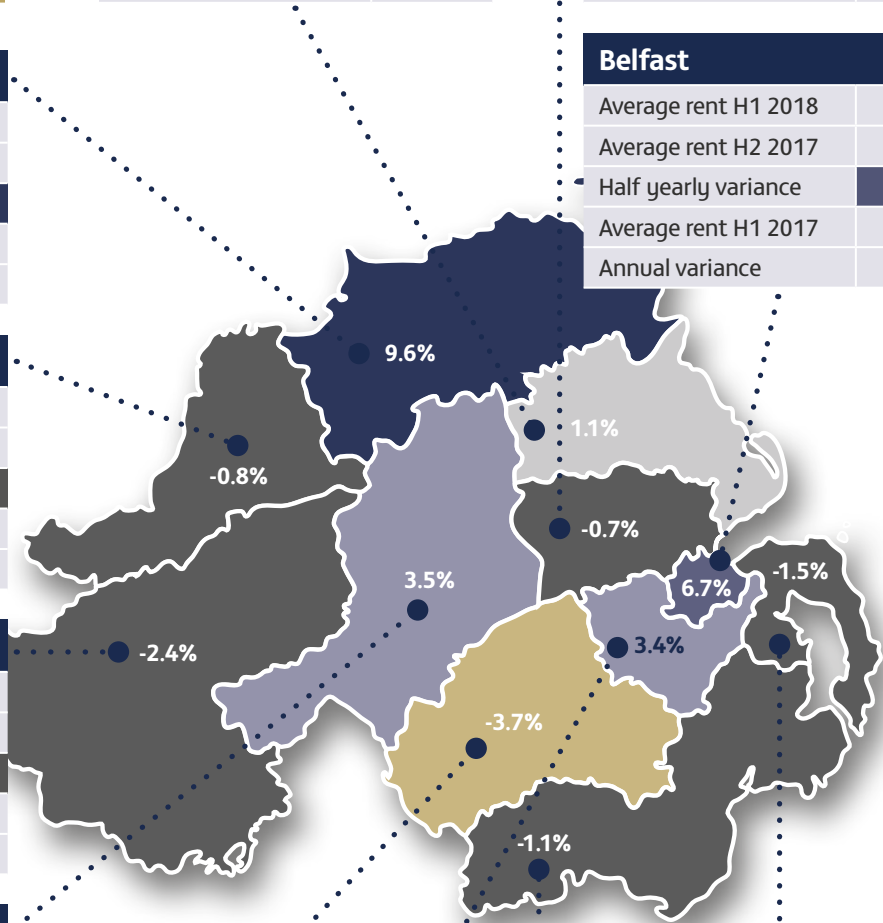 Belfast
Average rent H1 2018
Average rent H2 2017
Half yearly variance
Average rent H1 2017
Annual variance
9.6%
1.1%
-0.8%
-0.7%
-1.5%
3.5%
6.7%
3.4%
-2.4%
-3.7%
-1.1%